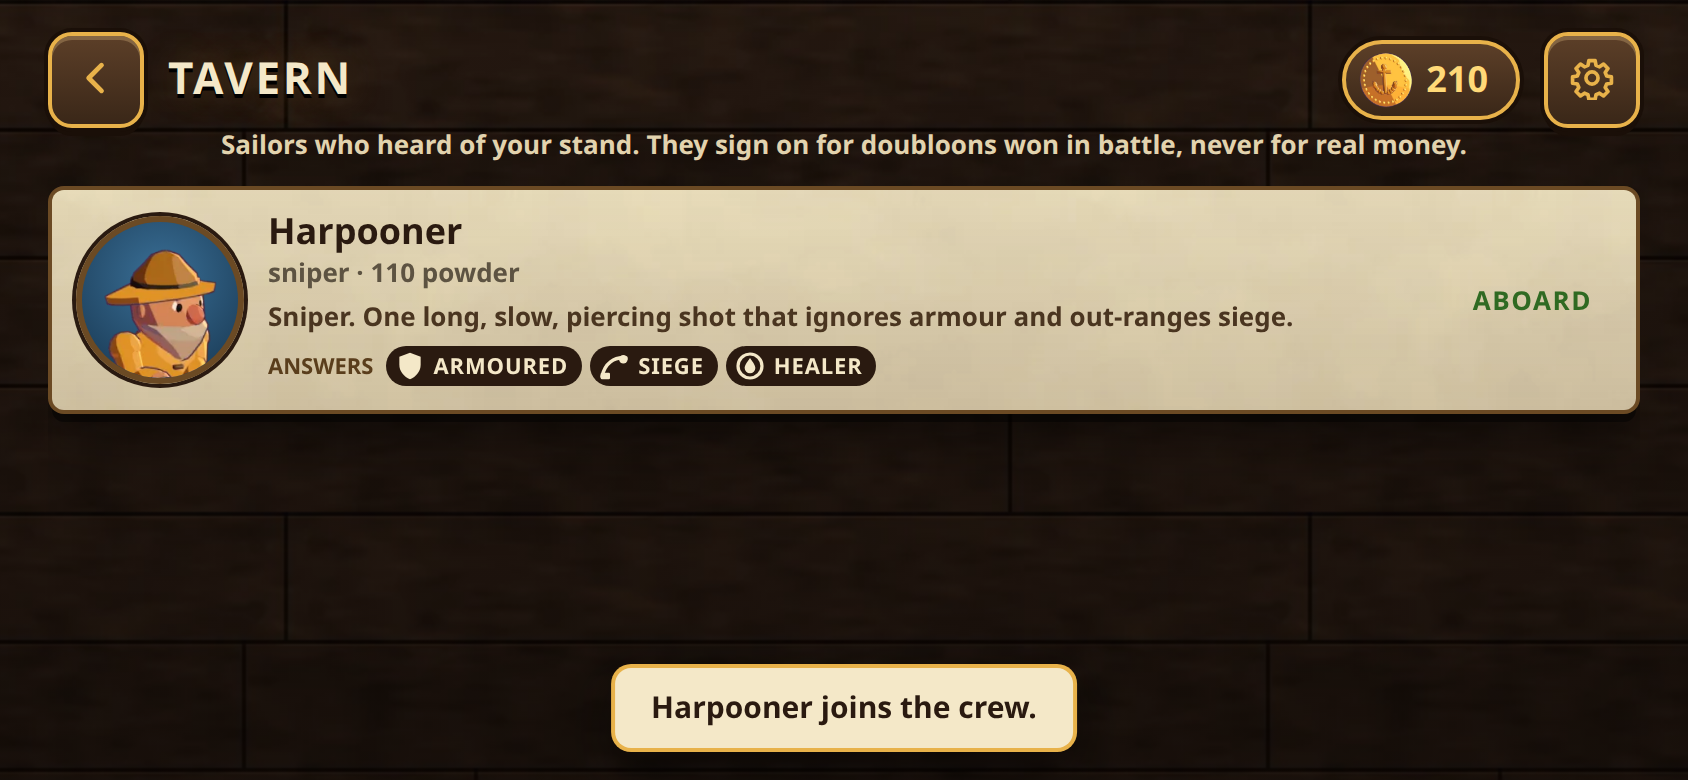 TAVERN
210
Sailors who heard of your stand. They sign on for doubloons won in battle, never for real money.
Harpooner
sniper · 110 powder
Sniper. One long, slow, piercing shot that ignores armour and out-ranges siege.
ABOARD
ANSWERS ARMOURED SIEGE HEALER
Harpooner joins the crew.